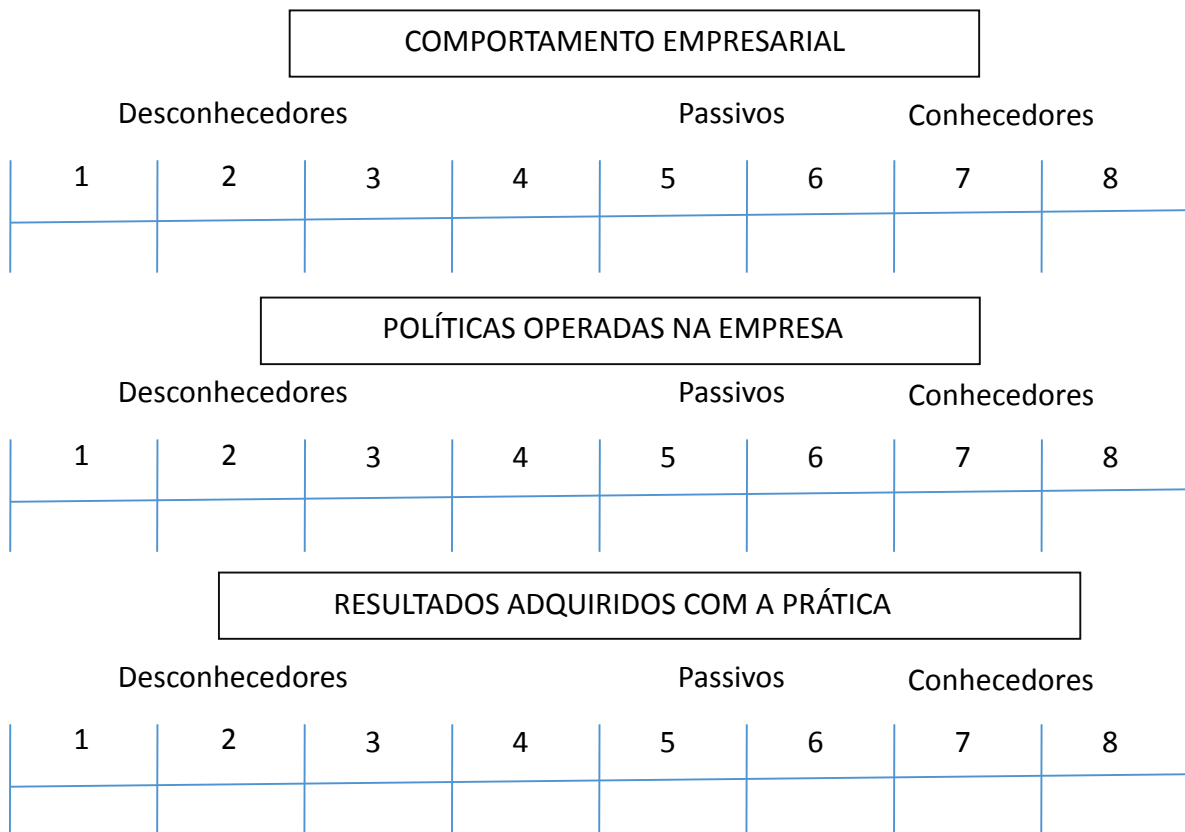 COMPORTAMENTO EMPRESARIAL
Desconhecedores Passivos Conhecedores
1 2 3 4 5 6 7 8
POLÍTICAS OPERADAS NA EMPRESA
Desconhecedores Passivos Conhecedores
1 2 3 4 5 6 7 8
RESULTADOS ADQUIRIDOS COM A PRÁTICA
Desconhecedores Passivos Conhecedores
1 2 3 4 5 6 7 8